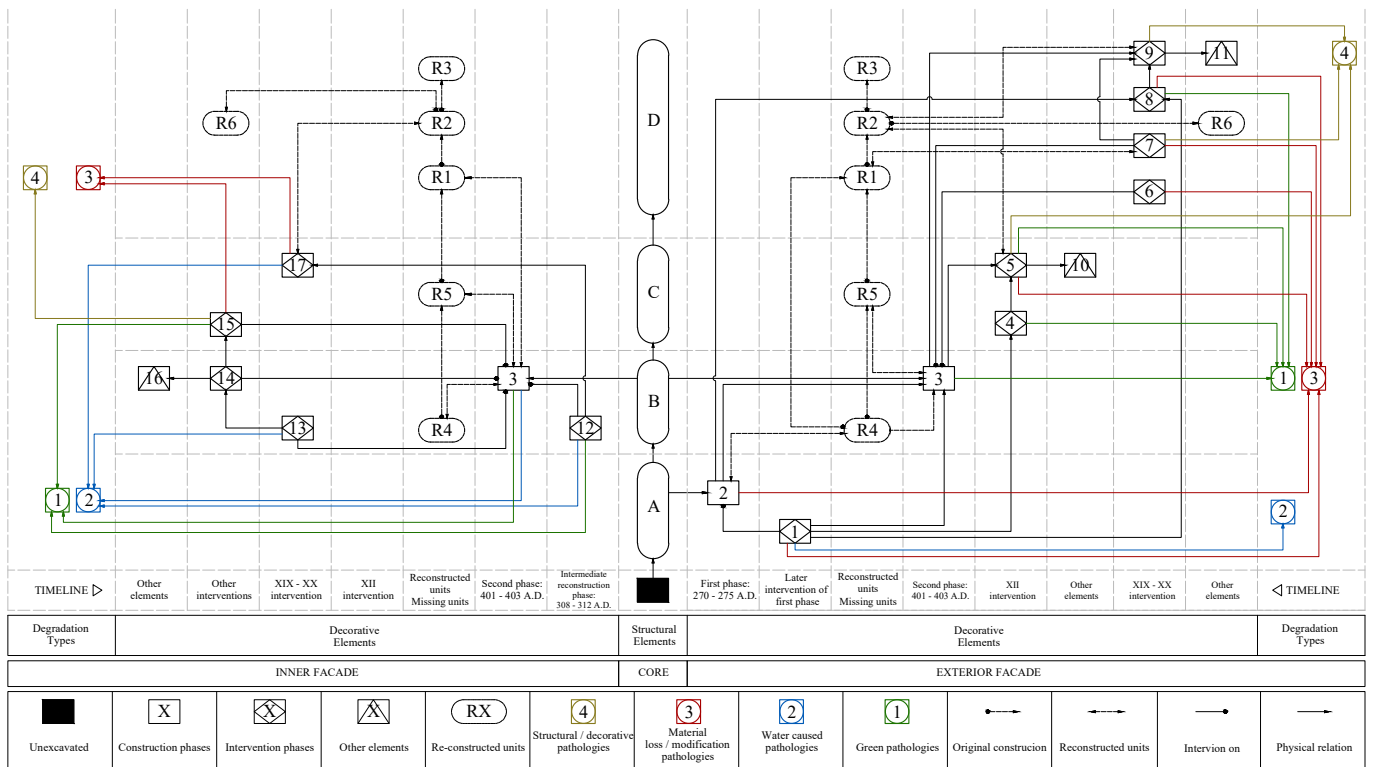 9
11
4
R3
R3
8
R6
R2
D
R2
R6
7
4
3
R1
R1
6
17
C
5
10
R5
R5
15
4
16
14
3
B
3
1
3
13
R4
12
R4
1
2
A
2
2
1
TIMELINE
Other
elements
Other
interventions
XIX - XX
intervention
XII
intervention
Reconstructed
units
Missing units
Second phase:
401 - 403 A.D.
Intermediate
reconstruction
phase:
308 - 312 A.D.
First phase:
270 - 275 A.D.
Later
intervention of
first phase
Reconstructed
units
Missing units
Second phase:
401 - 403 A.D.
XII
intervention
Other
elements
XIX - XX
intervention
Other
elements
TIMELINE
Degradation
Types
Decorative
Elements
Structural
Elements
Decorative
Elements
Degradation
Types
INNER FACADE
CORE
EXTERIOR FACADE
X
X
X
RX
4
3
2
1
Unexcavated
Construction phases
Intervention phases
Other elements
Re-constructed units
Structural / decorative
pathologies
Material
loss / modification
pathologies
Water caused
pathologies
Green pathologies
Original construcion
Reconstructed units
Intervion on
Physical relation